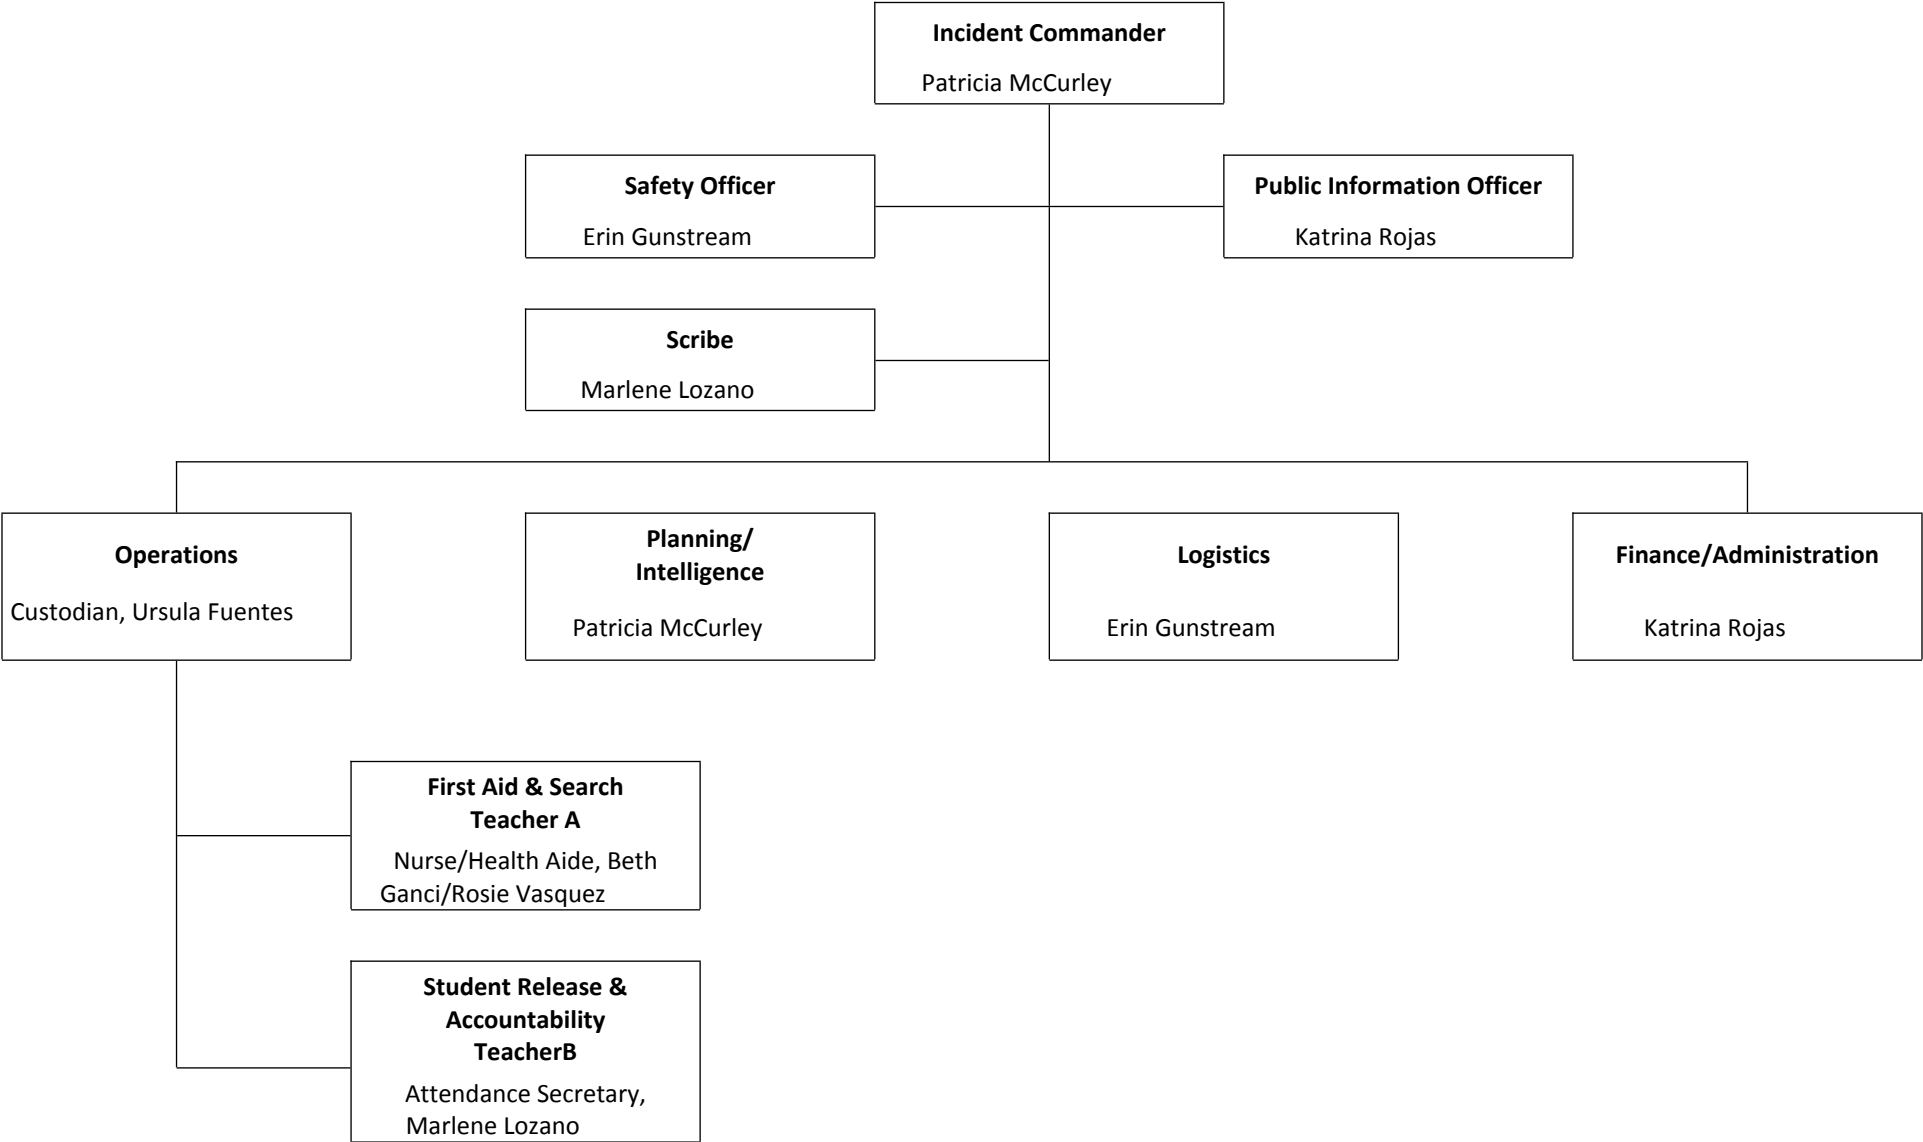 Incident Commander
Patricia McCurley
Safety Officer
Erin Gunstream
Public Information Officer
Katrina Rojas
Scribe
Marlene Lozano
Operations
Custodian, Ursula Fuentes
Planning/
Intelligence
Patricia McCurley
Logistics
Erin Gunstream
Finance/Administration
Katrina Rojas
First Aid & Search
Teacher A
Nurse/Health Aide, Beth
Ganci/Rosie Vasquez
Student Release &
Accountability
TeacherB
Attendance Secretary,
Marlene Lozano